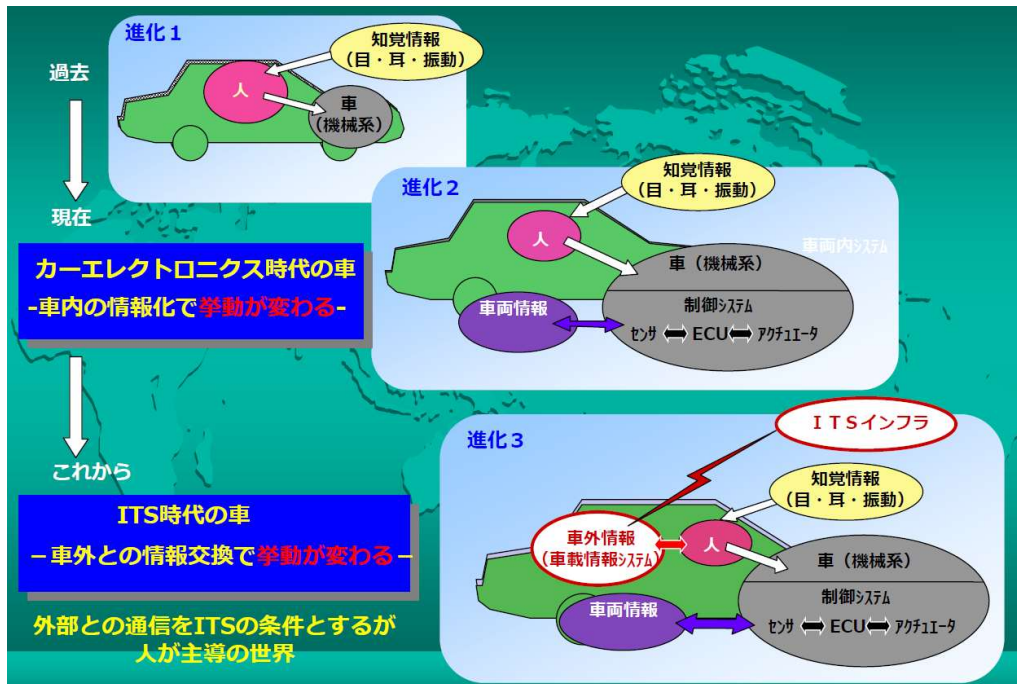 進化１
知覚情報
（目・耳・振動）
過去
人
車
（機械系）
進化２
知覚情報
（目・耳・振動）
現在
人
車両内ｼｽﾃﾑ
カーエレクトロニクス時代の車
-車内の情報化で挙動が変わる-
車（機械系）
車両情報
制御ｼｽﾃﾑ
ｾﾝｻ ECU ｱｸﾁｭｴｰﾀ
ＩＴＳインフラ
進化３
これから
知覚情報
（目・耳・振動）
ITS時代の車
－車外との情報交換で挙動が変わる－
車外情報
（車載情報ｼｽﾃﾑ）
人
車（機械系）
車両情報
制御ｼｽﾃﾑ
ｾﾝｻ ECU ｱｸﾁｭｴｰﾀ
外部との通信をITSの条件とするが
人が主導の世界